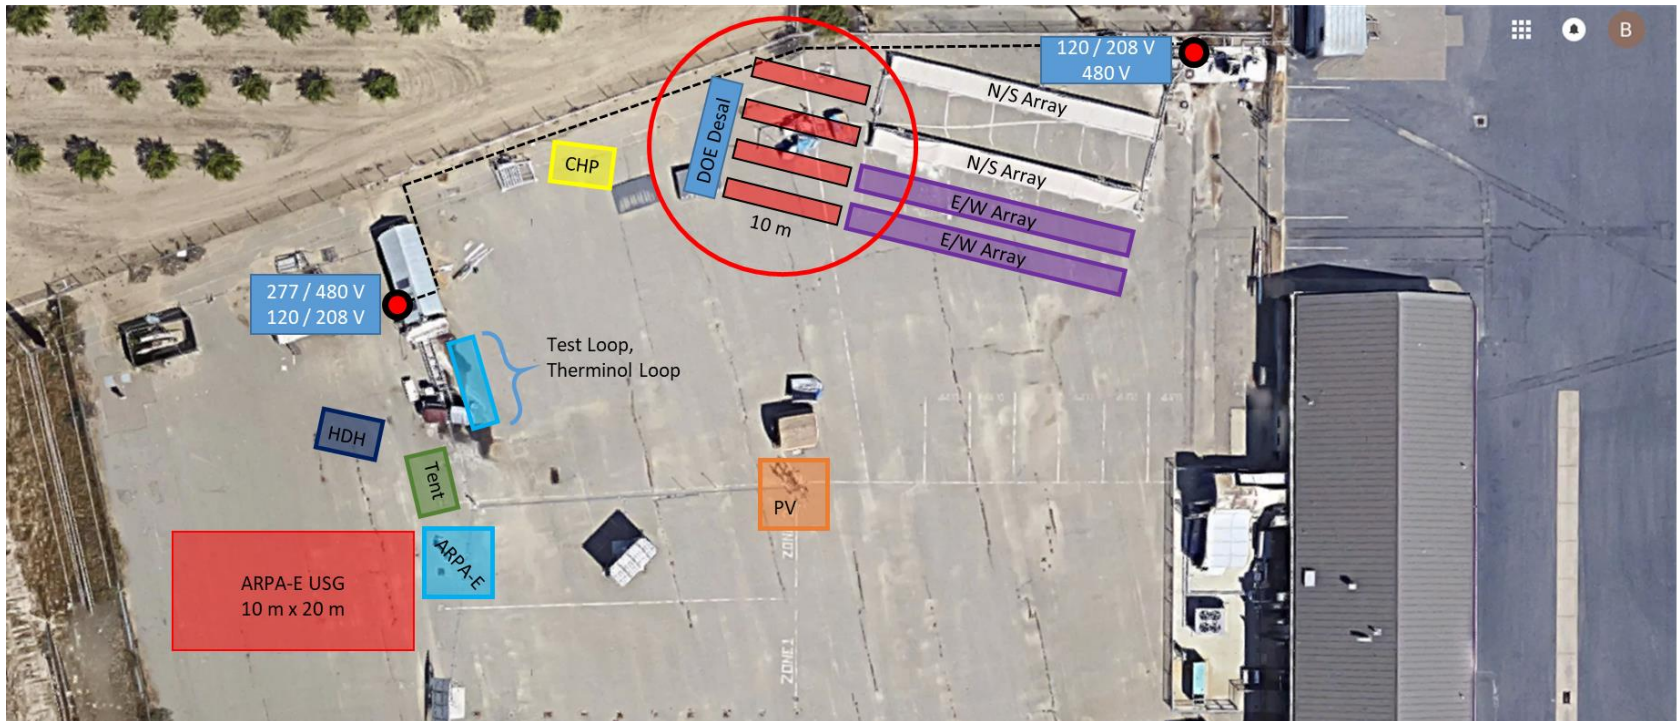 B
120 / 208 V
480 V
N/S Array
DOE Desal
CHP
N/S Array
E/W Array
10 m
E/W Array
277 / 480 V
120 / 208 V
Test Loop,
Therminol Loop
HDH
Tent
PV
ARPA-E
ARPA-E USG
10 m x 20 m
ZONE1